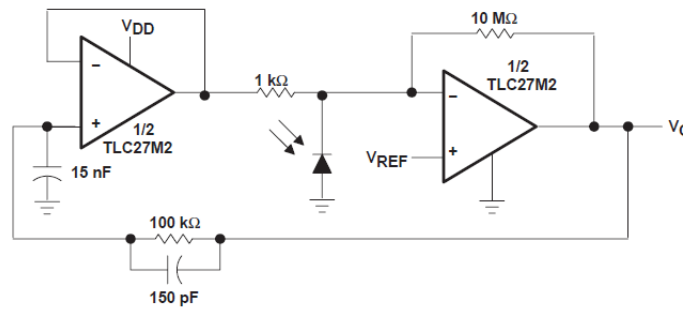 VDD
−
+
1/2
TLC27M2
15 nF
1 kΩ
10 MΩ
1/2
TLC27M2
−
+
VREF
100 kΩ
150 pF